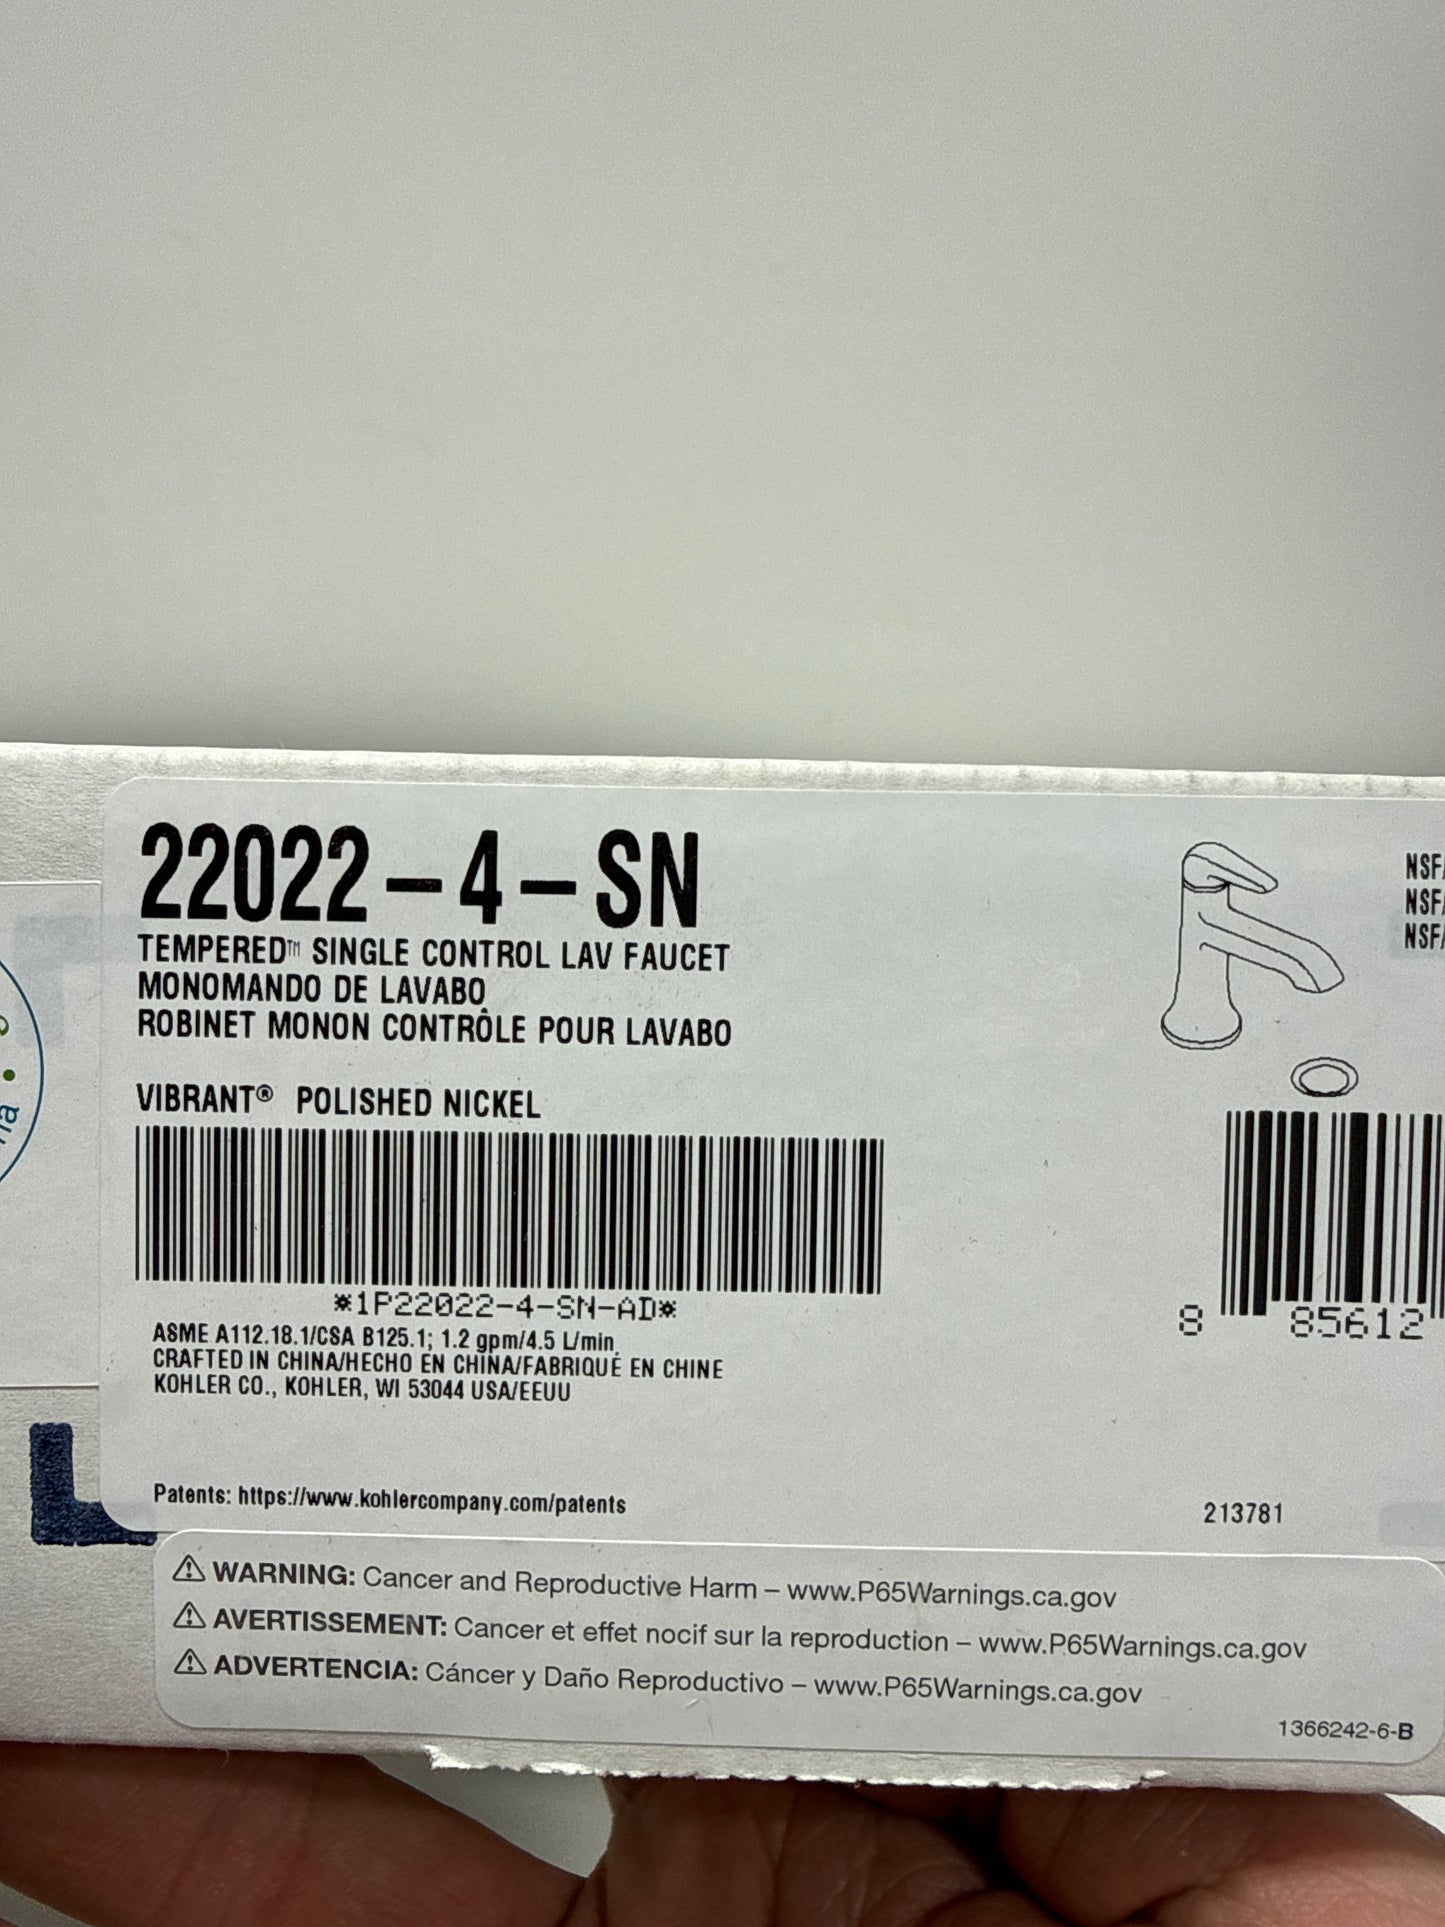 22022-4-SN
TEMPERED™ SINGLE CONTROL LAV FAUCET
MONOMANDO DE LAVABO
ROBINET MONON CONTRÔLE POUR LAVABO
VIBRANT® POLISHED NICKEL
*1P22022-4-SN-AD*
ASME A112.18.1/CSA B125.1; 1.2 gpm/4.5 L/min.
CRAFTED IN CHINA/HECHO EN CHINA/FABRIQUÉ EN CHINE
KOHLER CO., KOHLER, WI 53044 USA/EEUU
Patents: https://www.kohlercompany.com/patents
NSF/
NSF/
NSF/
8 85612
213781
L
⚠ WARNING: Cancer and Reproductive Harm – www.P65Warnings.ca.gov
⚠ AVERTISSEMENT: Cancer et effet nocif sur la reproduction – www.P65Warnings.ca.gov
⚠ ADVERTENCIA: Cáncer y Daño Reproductivo – www.P65Warnings.ca.gov
1366242-6-B